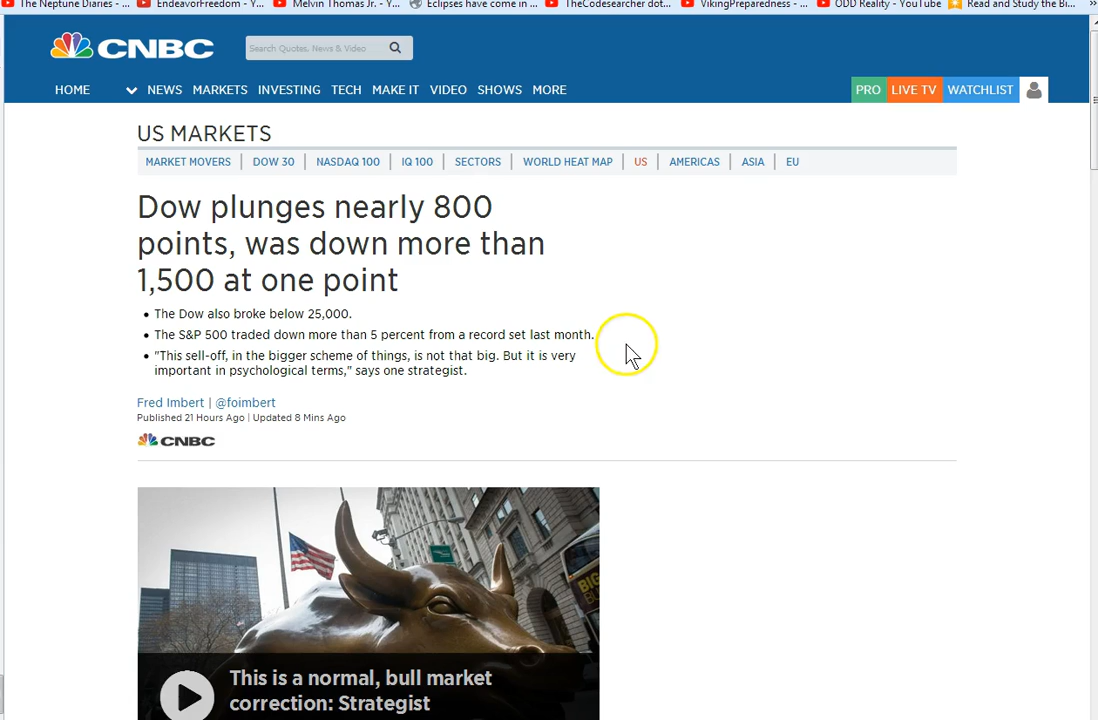 The Neptune Diaries - ... EndeavorFreedom - Y... Melvin Thomas Jr. - Y... Eclipses have come in ... TheCodesearcher dot... VikingPreparedness - ... ODD Reality - YouTube Read and Study the Bi... »
CNBC Search Quotes, News & Video
HOME NEWS MARKETS INVESTING TECH MAKE IT VIDEO SHOWS MORE PRO LIVE TV WATCHLIST
US MARKETS
MARKET MOVERS DOW 30 NASDAQ 100 IQ 100 SECTORS WORLD HEAT MAP US AMERICAS ASIA EU
Dow plunges nearly 800
points, was down more than
1,500 at one point
• The Dow also broke below 25,000.
• The S&P 500 traded down more than 5 percent from a record set last month.
• "This sell-off, in the bigger scheme of things, is not that big. But it is very
important in psychological terms," says one strategist.
Fred Imbert | @foimbert
Published 21 Hours Ago | Updated 8 Mins Ago
CNBC
BIG
This is a normal, bull market
correction: Strategist